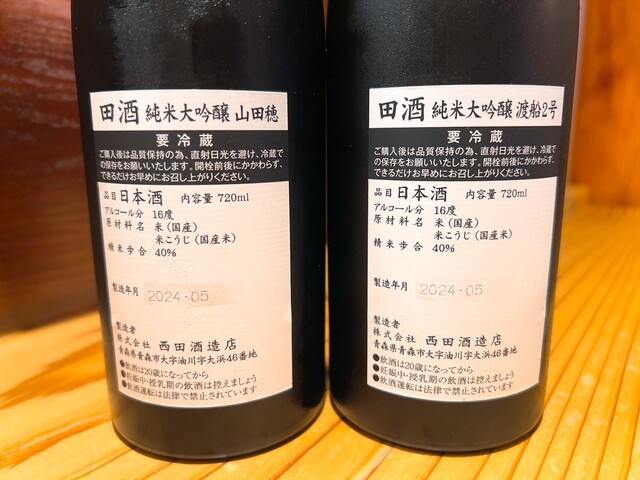 田酒 純米大吟醸 山田穂
要冷蔵
ご購入後は品質保持の為、直射日光を避け、冷蔵で
の保存をお願いいたします。開栓前後にかかわらず、
できるだけお早めにお召し上がりください。
品目 日本酒 内容量 720ml
アルコール分 16度
原材料名 米(国産)
米こうじ(国産米)
精米歩合 40%
製造年月 2024・05
製造者
株式会社 西田酒造店
青森県青森市大字油川字大浜46番地
●飲酒は20歳になってから
●妊娠中・授乳期の飲酒は控えましょう
●飲酒運転は法律で禁止されています
田酒 純米大吟醸 渡船2号
要冷蔵
ご購入後は品質保持の為、直射日光を避け、冷蔵で
の保存をお願いいたします。開栓前後にかかわらず、
できるだけお早めにお召し上がりください。
品目 日本酒 内容量 720ml
アルコール分 16度
原材料名 米(国産)
米こうじ(国産米)
精米歩合 40%
製造年月 2024・05
製造者
株式会社 西田酒造店
青森県青森市大字油川字大浜46番地
●飲酒は20歳になってから
●妊娠中・授乳期の飲酒は控えましょう
●飲酒運転は法律で禁止されています